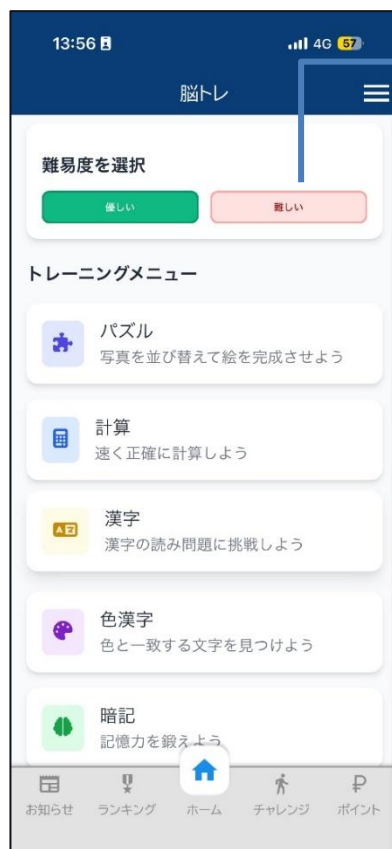 13:56 4G 57
脳トレ
難易度を選択
優しい 難しい
トレーニングメニュー
パズル
写真を並び替えて絵を完成させよう
計算
速く正確に計算しよう
漢字
漢字の読み問題に挑戦しよう
色漢字
色と一致する文字を見つけよう
暗記
記憶力を鍛えよう
お知らせ ランキング ホーム チャレンジ ポイント